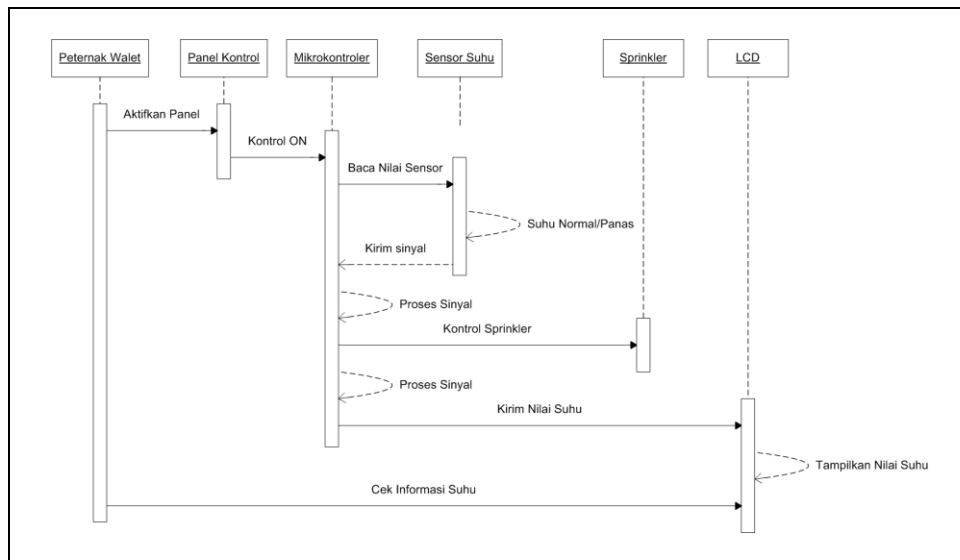 Peternak Walet
Panel Kontrol
Mikrokontroler
Sensor Suhu
Sprinkler
LCD
Aktifkan Panel
Kontrol ON
Baca Nilai Sensor
Suhu Normal/Panas
Kirim sinyal
Proses Sinyal
Kontrol Sprinkler
Proses Sinyal
Kirim Nilai Suhu
Tampilkan Nilai Suhu
Cek Informasi Suhu